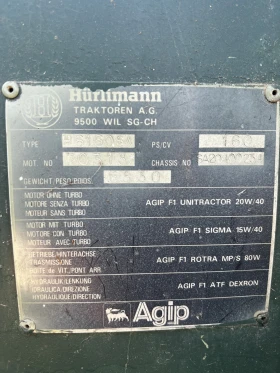 Hürlimann
TRAKTOREN A.G.
9500 WIL SG-CH
TYPE PS/CV 160
MOT NO CHASSIS NO
GEWICHT/PESO/POIDS
MOTOR OHNE TURBO
MOTORE SENZA TURBO AGIP F1 UNITRACTOR 20W/40
MOTEUR SANS TURBO
MOTOR MIT TURBO
MOTORE CON TURBO AGIP F1 SIGMA 15W/40
MOTEUR AVEC TURBO
GETRIEBE/HINTERACHSE
TRASMISSIONE AGIP F1 ROTRA MP/S 80W
BOITE de VIT./PONT ARR
HYDRAULIK/LENKUNG
IDRAULICO/DIREZIONE AGIP F1 ATF DEXRON
HYDRAULIQUE/DIRECTION
Agip